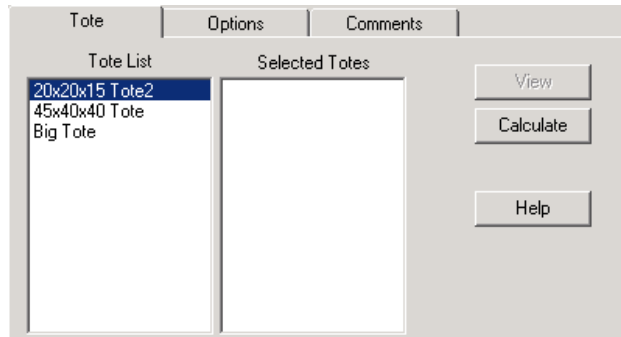 Tote Options Comments
Tote List Selected Totes
20x20x15 Tote2
45x40x40 Tote
Big Tote
View
Calculate
Help